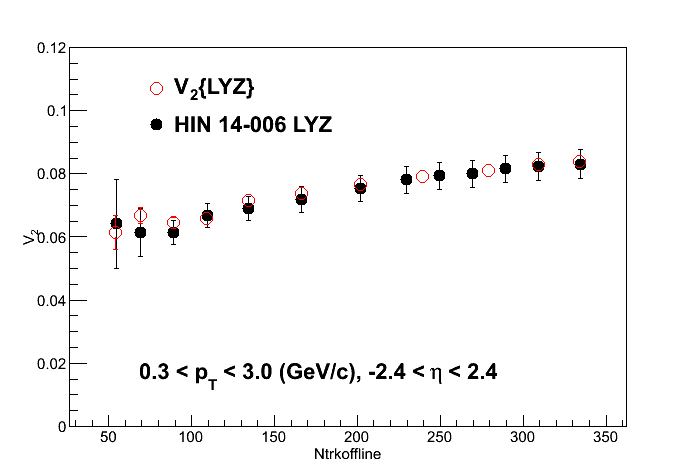 0.12
V2{LYZ}
0.1
HIN 14-006 LYZ
0.08
V2
0.06
0.04
0.02
0.3 < pT < 3.0 (GeV/c), -2.4 < η < 2.4
0
50 100 150 200 250 300 350
Ntrkoffline